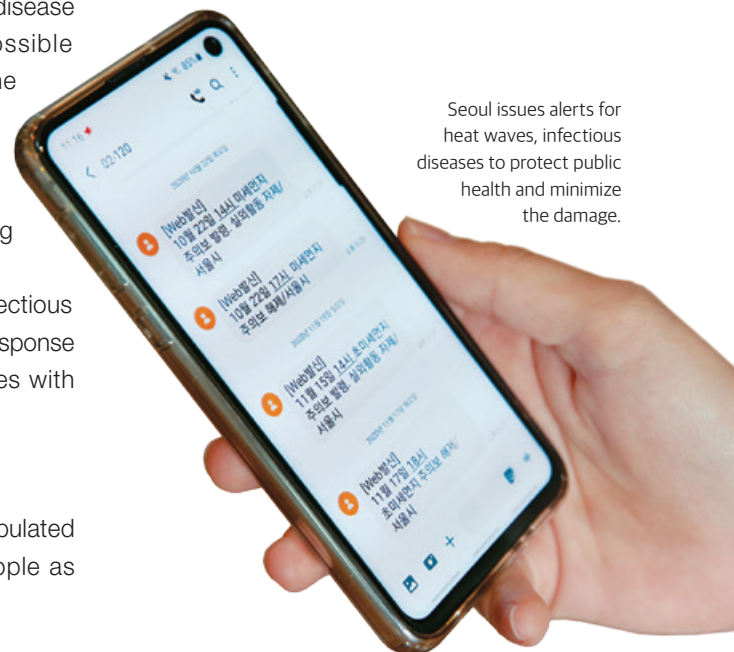 disease
ossible
ne
g
ectious
sponse
es with
pulated
ople as
Seoul issues alerts for
heat waves, infectious
diseases to protect public
health and minimize
the damage.
11:16
85%
02-120
[Web발신]
10월 22일 14시 미세먼지
주의보 발령. 실외활동 자제/
서울시
[Web발신]
10월 22일 17시 미세먼지
주의보 해제/서울시
[Web발신]
11월 15일 14시 초미세먼지
주의보 발령. 실외활동 자제/
서울시
[Web발신]
11월 17일 18시
초미세먼지 주의보 해제/
서울시